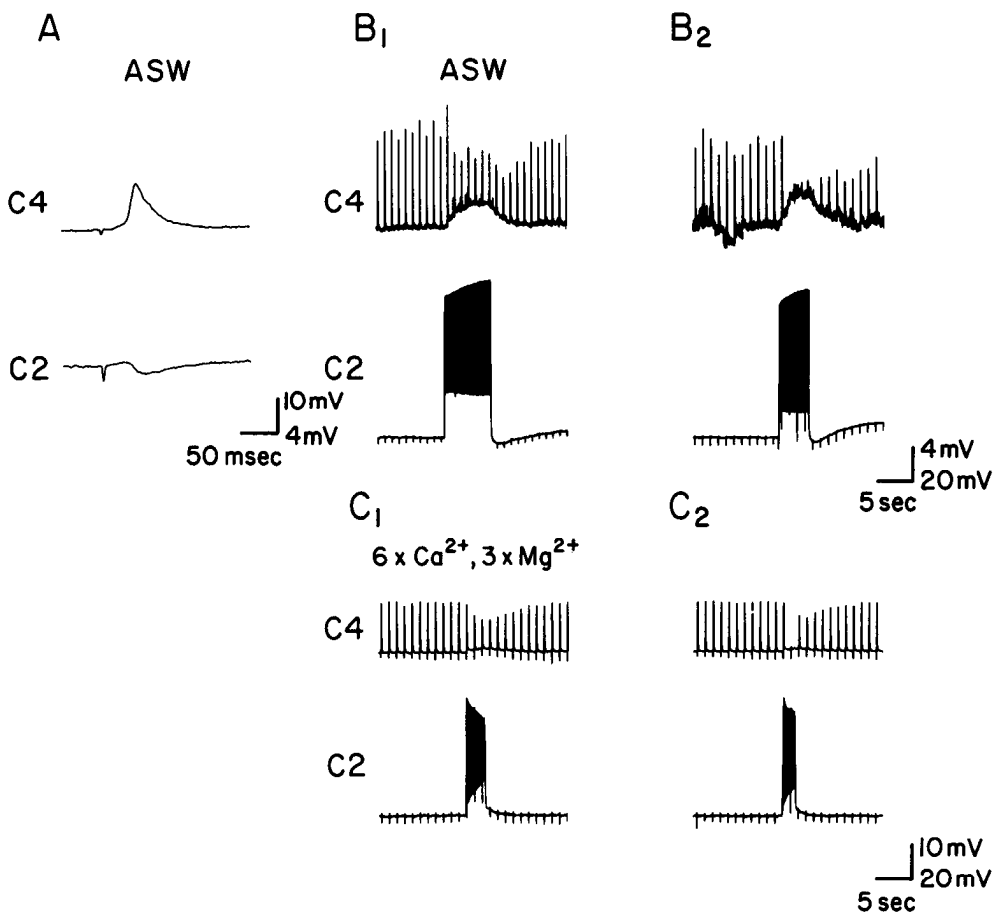 A
ASW
C4
C2
10mV
4mV
50 msec
B1
ASW
C4
C2
B2
4mV
20mV
5 sec
C1
6 x Ca2+, 3 x Mg2+
C4
C2
C2
10mV
20mV
5 sec